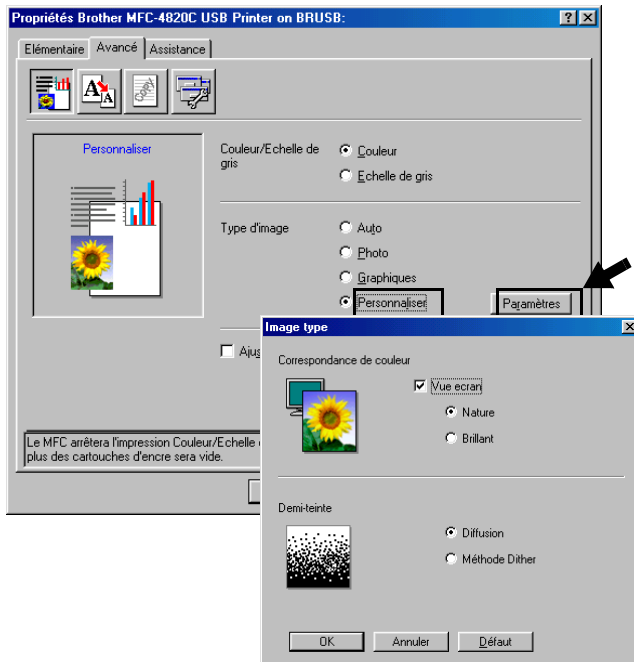 Propriétés Brother MFC-4820C USB Printer on BRUSB:
Elémentaire
Avancé
Assistance
Copy
Personnaliser
Couleur/Echelle de
gris
Couleur
Echelle de gris
Type d'image
Auto
Photo
Graphiques
Personnaliser
Paramètres
Le MFC arrêtera l'impression Couleur/Echelle
plus des cartouches d'encre sera vide.
Image type
Correspondance de couleur
Vue ecran
Nature
Brillant
Demi-teinte
Diffusion
Méthode Dither
OK
Annuler
Défaut